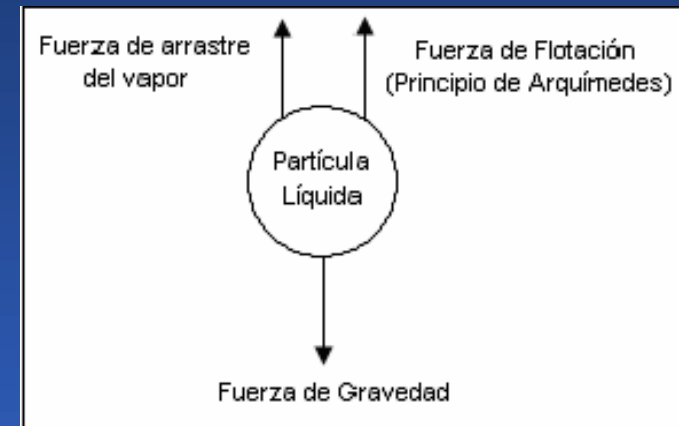 Fuerza de arrastre
del vapor
Fuerza de Flotación
(Principio de Arquímedes)
Partícula
Líquida
Fuerza de Gravedad